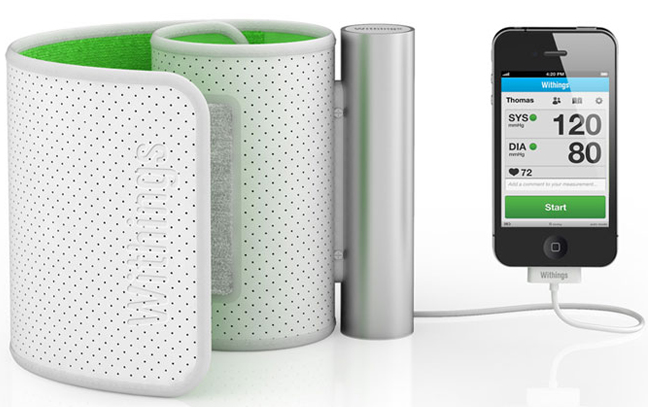 Withings
Withings
4:20 PM
Withings
Thomas
SYS
mmHg
120
DIA
mmHg
80
72
Add a comment to your measurement...
Start
Withings